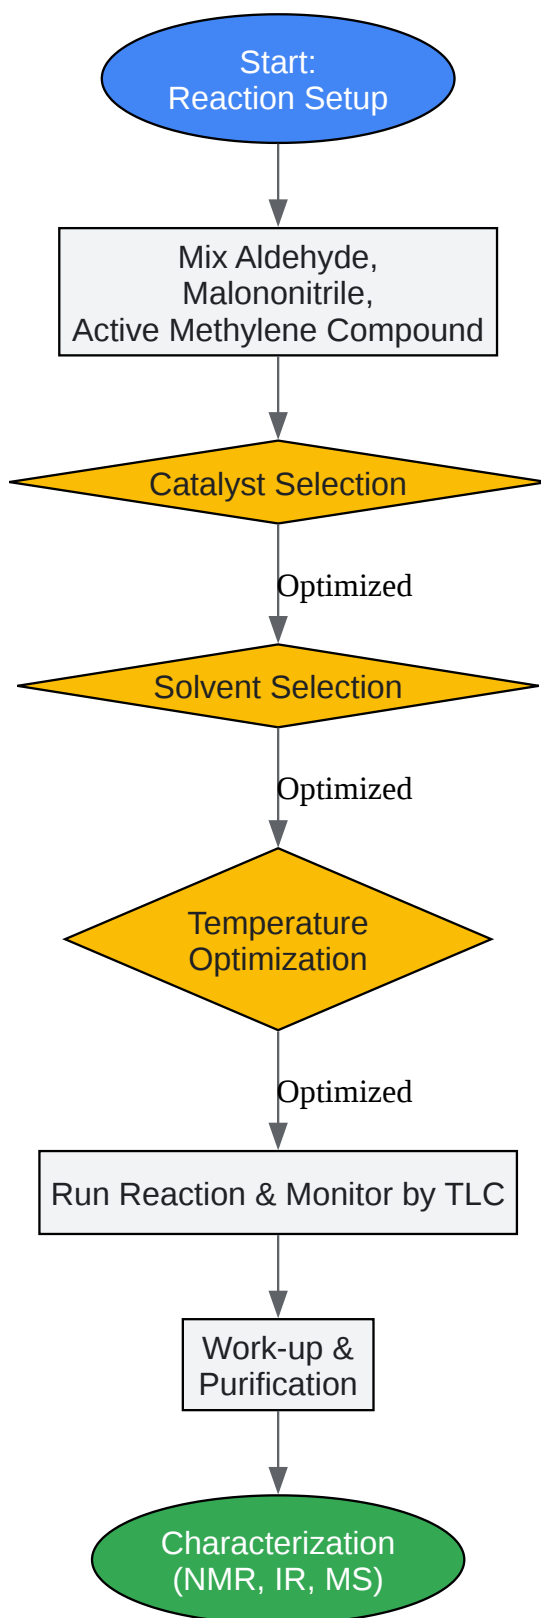 Start:
Reaction Setup
Mix Aldehyde,
Malononitrile,
Active Methylene Compound
Catalyst Selection
Optimized
Solvent Selection
Optimized
Temperature
Optimization
Optimized
Run Reaction & Monitor by TLC
Work-up &
Purification
Characterization
(NMR, IR, MS)